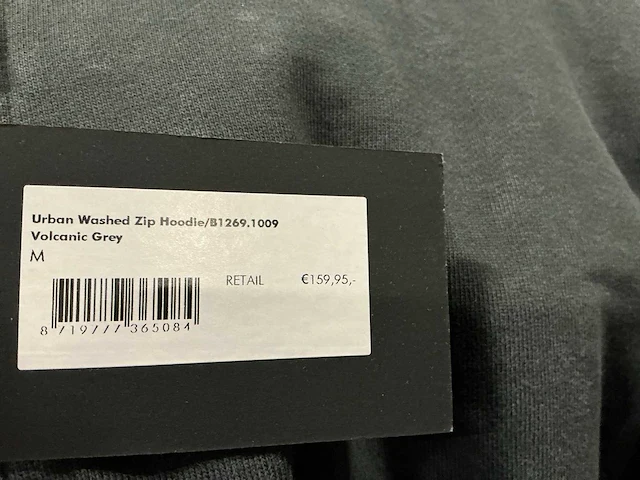 Urban Washed Zip Hoodie/B1269.1009
Volcanic Grey
M
RETAIL €159,95,-
8 719777 365084